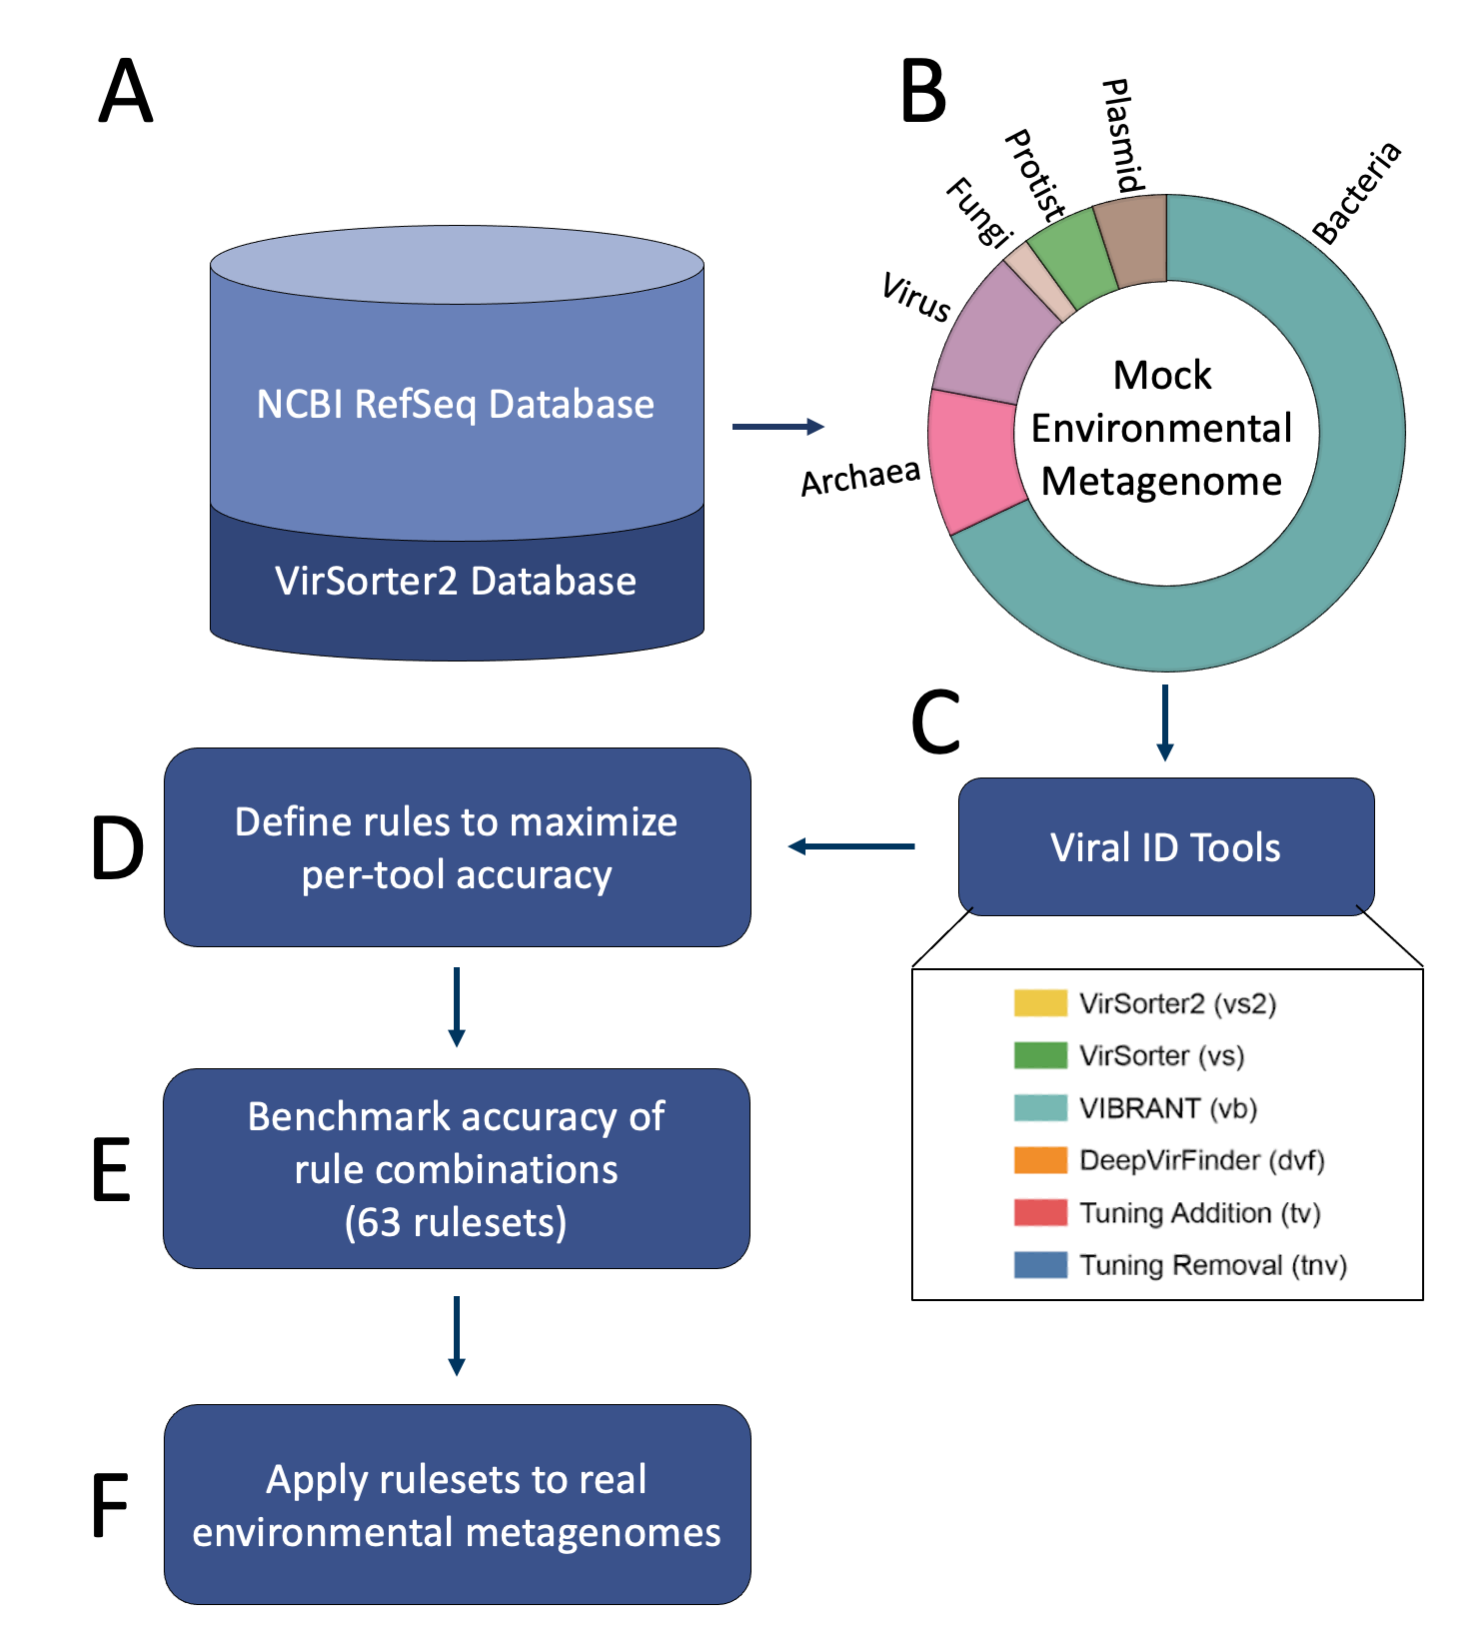 A
NCBI RefSeq Database
VirSorter2 Database
B
Plasmid
Protist
Fungi
Virus
Archaea
Bacteria
Mock
Environmental
Metagenome
C
Viral ID Tools
VirSorter2 (vs2)
VirSorter (vs)
VIBRANT (vb)
DeepVirFinder (dvf)
Tuning Addition (tv)
Tuning Removal (tnv)
D
Define rules to maximize
per-tool accuracy
E
Benchmark accuracy of
rule combinations
(63 rulesets)
F
Apply rulesets to real
environmental metagenomes